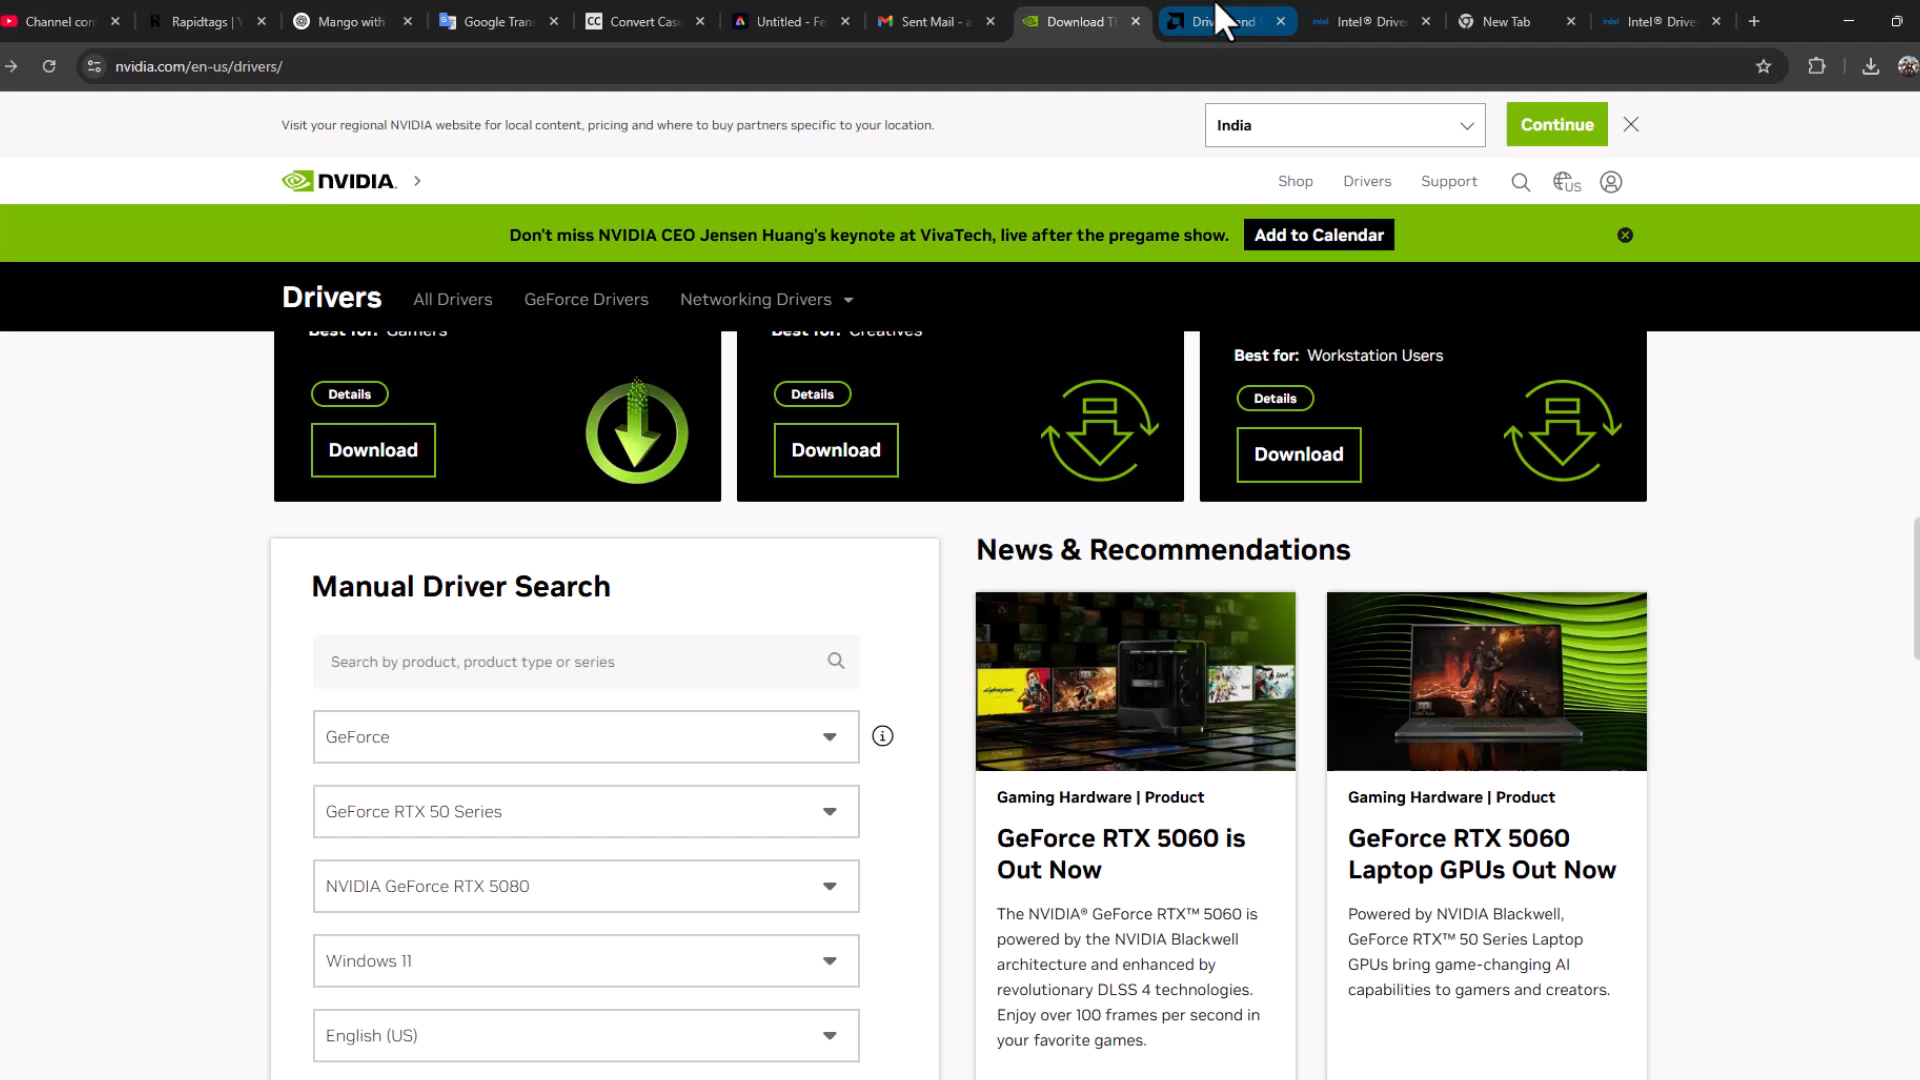 Channel con
Rapidtags | Y
Mango with
Google Tran
CC Convert Case
Untitled - Fe
Sent Mail - a
Download Th
Driv and S
intel Intel® Drive
New Tab
intel Intel® Drive
nvidia.com/en-us/drivers/
Visit your regional NVIDIA website for local content, pricing and where to buy partners specific to your location.
India
Continue
NVIDIA.
Shop
Drivers
Support
US
Don't miss NVIDIA CEO Jensen Huang's keynote at VivaTech, live after the pregame show.
Add to Calendar
Drivers
All Drivers
GeForce Drivers
Networking Drivers
Best for: Gamers
Best for: Creatives
Best for: Workstation Users
Details
Details
Details
Download
Download
Download
Manual Driver Search
Search by product, product type or series
GeForce
GeForce RTX 50 Series
NVIDIA GeForce RTX 5080
Windows 11
English (US)
News & Recommendations
Gaming Hardware | Product
GeForce RTX 5060 is
Out Now
The NVIDIA® GeForce RTX™ 5060 is
powered by the NVIDIA Blackwell
architecture and enhanced by
revolutionary DLSS 4 technologies.
Enjoy over 100 frames per second in
your favorite games.
Gaming Hardware | Product
GeForce RTX 5060
Laptop GPUs Out Now
Powered by NVIDIA Blackwell,
GeForce RTX™ 50 Series Laptop
GPUs bring game-changing AI
capabilities to gamers and creators.